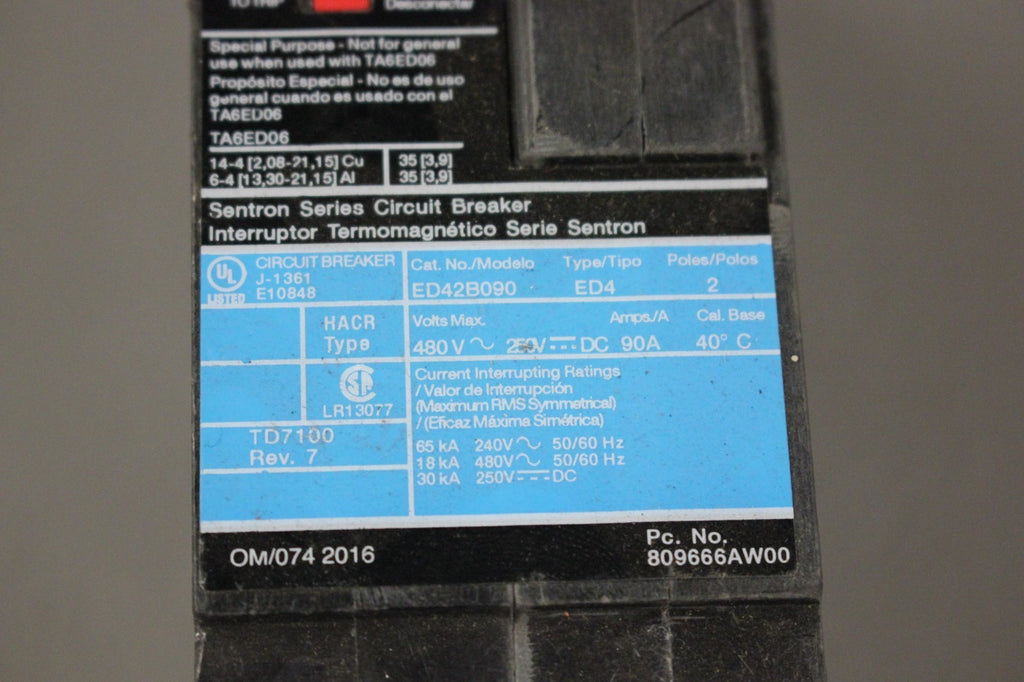 TO TRIP Desconectar
Special Purpose - Not for general
use when used with TA6ED06
Propósito Especial - No es de uso
general cuando es usado con el
TA6ED06
TA6ED06
14-4 [2,08-21,15] Cu 35 [3,9]
6-4 [13,30-21,15] Al 35 [3,9]
Sentron Series Circuit Breaker
Interruptor Termomagnético Serie Sentron
UL LISTED
CIRCUIT BREAKER
J-1361
E10848
Cat. No./Modelo Type/Tipo Poles/Polos
ED42B090 ED4 2
HACR
Type
Volts Max. Amps./A Cal. Base
480 V 250V DC 90A 40° C
LR13077
TD7100
Rev. 7
Current Interrupting Ratings
/Valor de Interrupción
(Maximum RMS Symmetrical)
/(Eficaz Máxima Simétrica)
65 kA 240V 50/60 Hz
18 kA 480V 50/60 Hz
30 kA 250V DC
OM/074 2016
Pc. No.
809666AW00